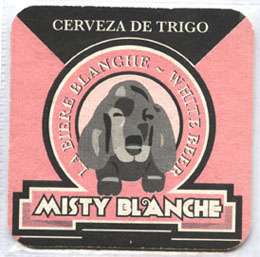 CERVEZA DE TRIGO
LA BIERE BLANCHE ~ WHITE BEER
MISTY BLANCHE